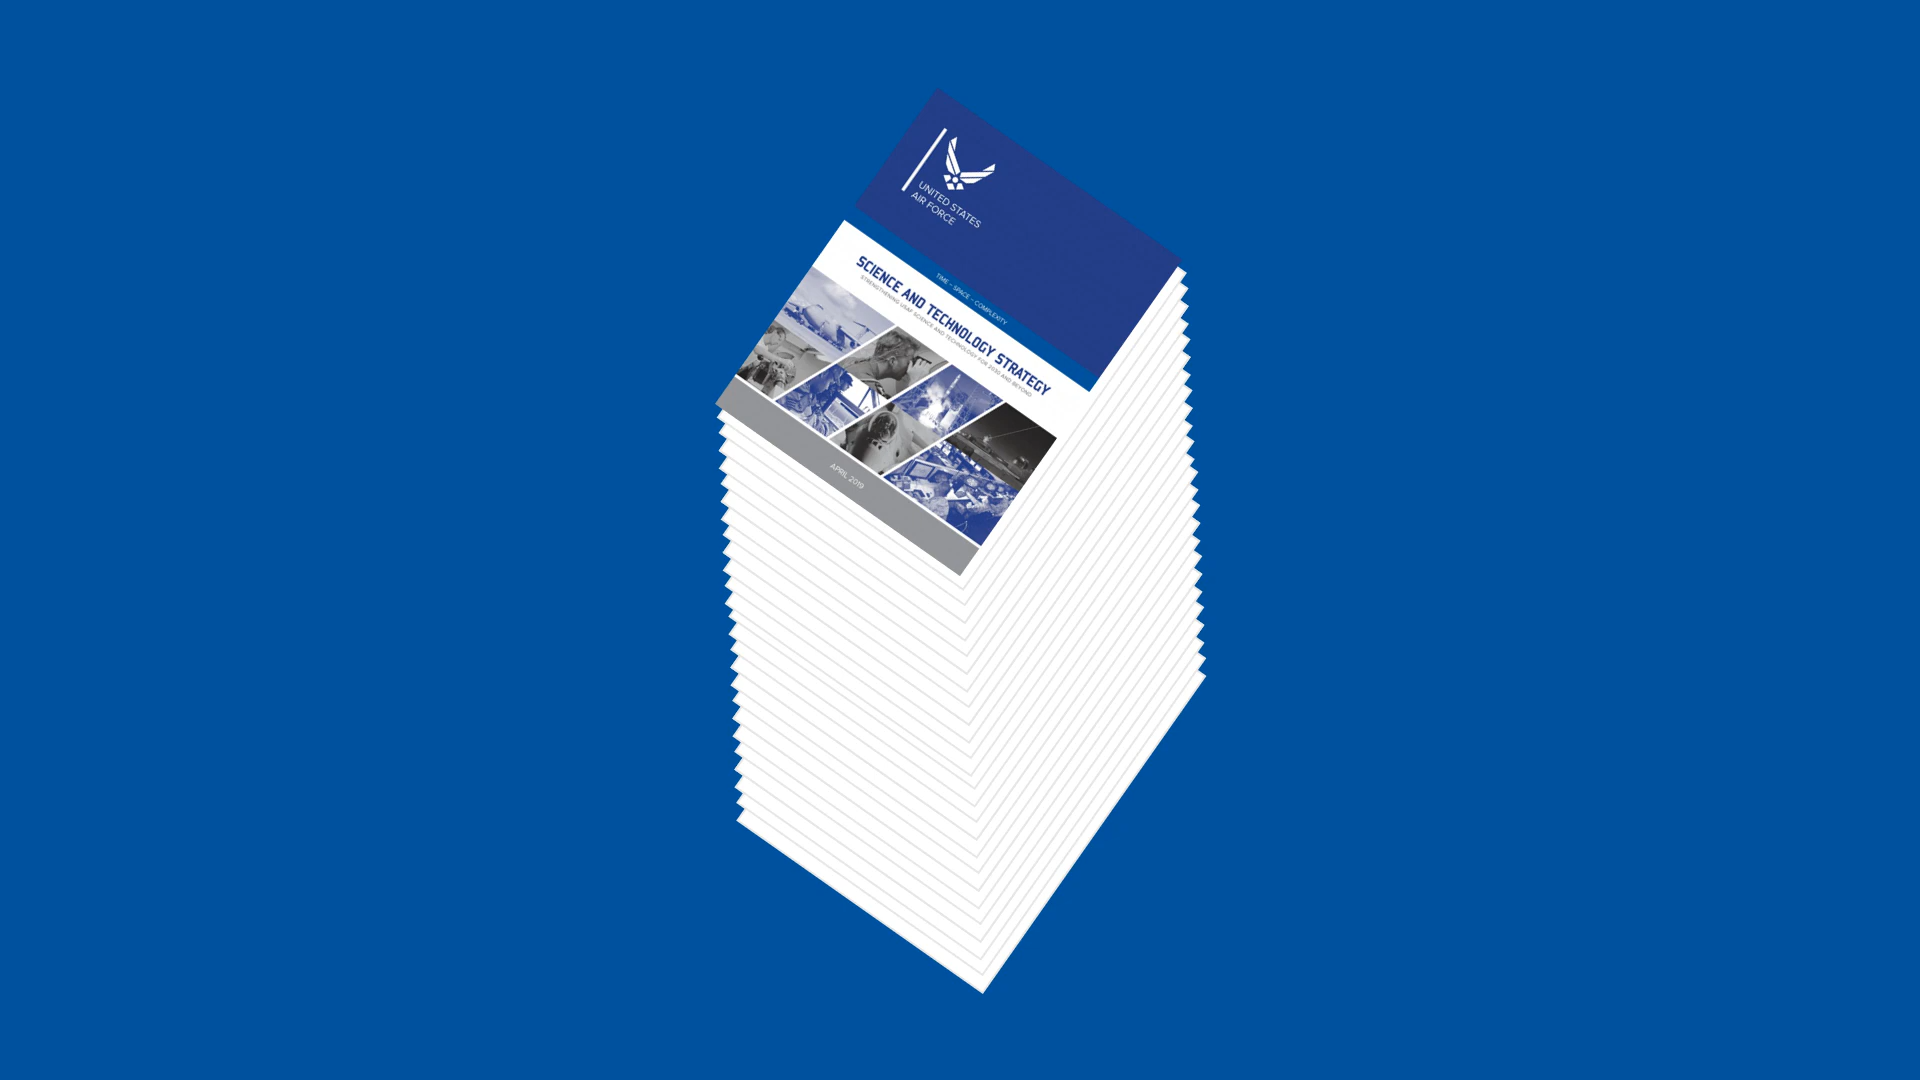 UNITED STATES
AIR FORCE
TIME – SPACE – COMPLEXITY
SCIENCE AND TECHNOLOGY STRATEGY
STRENGTHENING USAF SCIENCE AND TECHNOLOGY FOR 2030 AND BEYOND
APRIL 2019